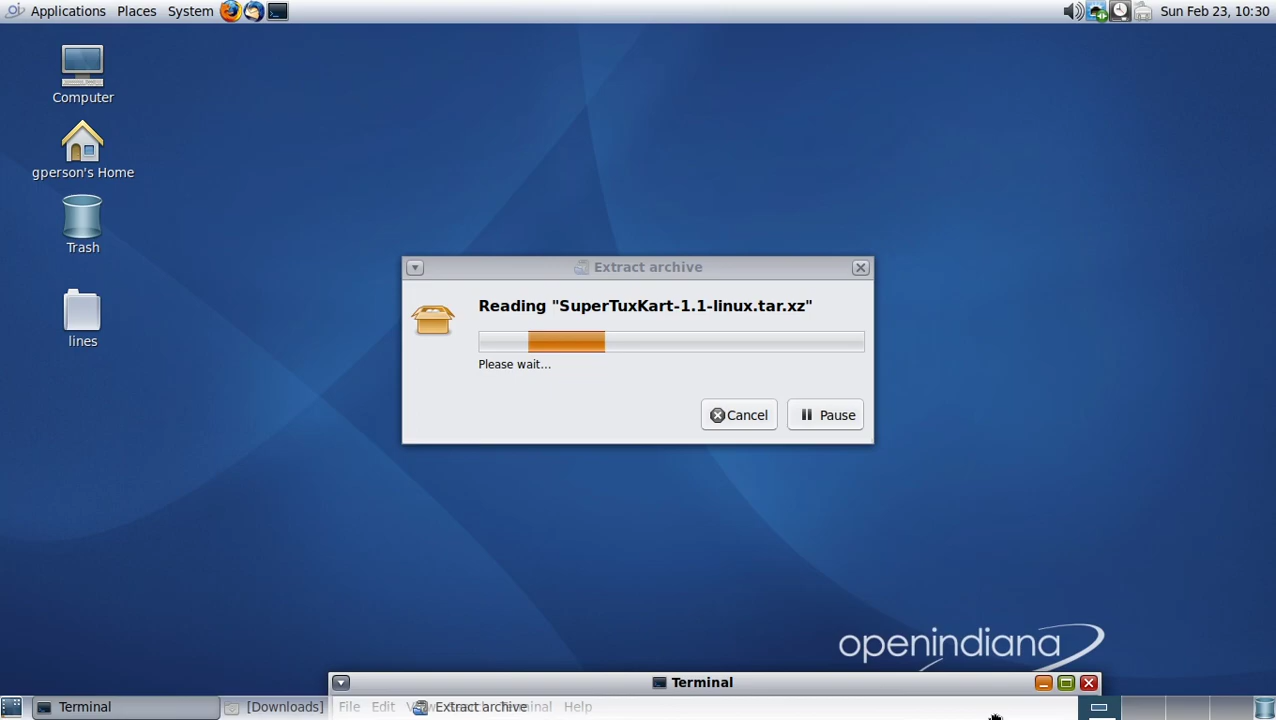 Applications Places System
Sun Feb 23, 10:30
Computer
gperson's Home
Trash
lines
Extract archive
Reading "SuperTuxKart-1.1-linux.tar.xz"
Please wait...
Cancel
Pause
openindiana
Terminal
Terminal
[Downloads]
File Edit View Search Terminal Help
Extract archive